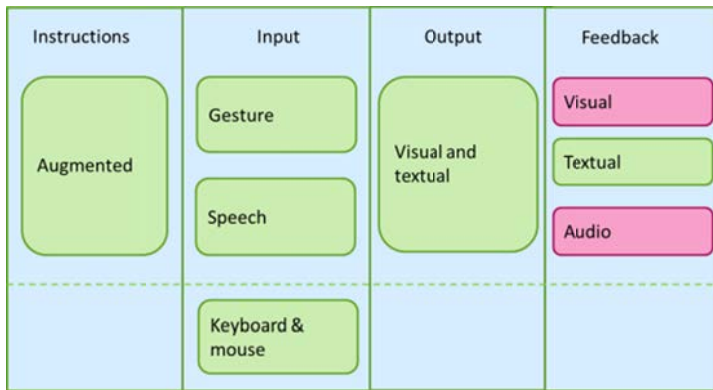 Instructions
Input
Output
Feedback
Augmented
Gesture
Speech
Visual and
textual
Visual
Textual
Audio
Keyboard &
mouse